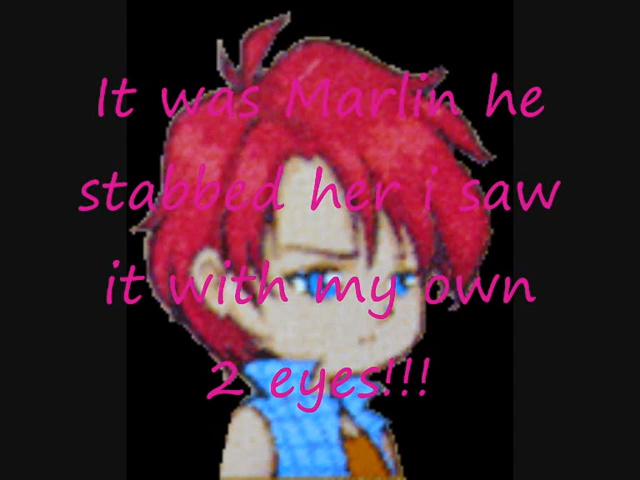 It was Marlin he
stabbed her i saw
it with my own
2 eyes!!!